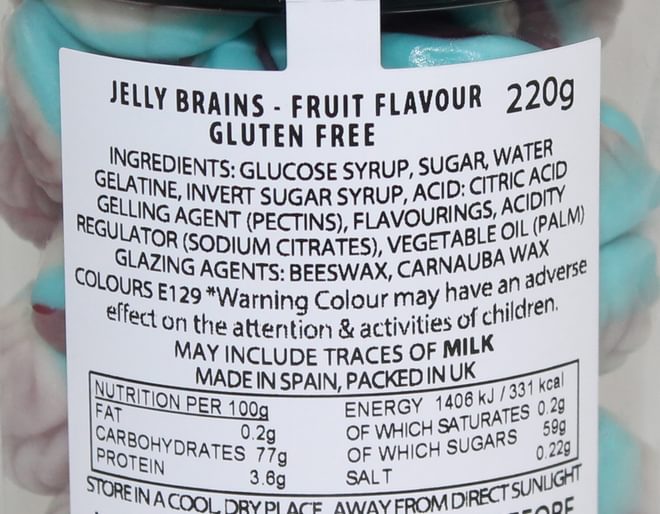 JELLY BRAINS - FRUIT FLAVOUR 220g
GLUTEN FREE
INGREDIENTS: GLUCOSE SYRUP, SUGAR, WATER
GELATINE, INVERT SUGAR SYRUP, ACID: CITRIC ACID
GELLING AGENT (PECTINS), FLAVOURINGS, ACIDITY
REGULATOR (SODIUM CITRATES), VEGETABLE OIL (PALM)
GLAZING AGENTS: BEESWAX, CARNAUBA WAX
COLOURS E129 *Warning Colour may have an adverse
effect on the attention & activities of children.
MAY INCLUDE TRACES OF MILK
MADE IN SPAIN, PACKED IN UK
NUTRITION PER 100g ENERGY 1406 kJ / 331 kcal
FAT 0.2g OF WHICH SATURATES 0.2g
CARBOHYDRATES 77g OF WHICH SUGARS 59g
PROTEIN 3.6g SALT 0.22g
STORE IN A COOL, DRY PLACE, AWAY FROM DIRECT SUNLIGHT